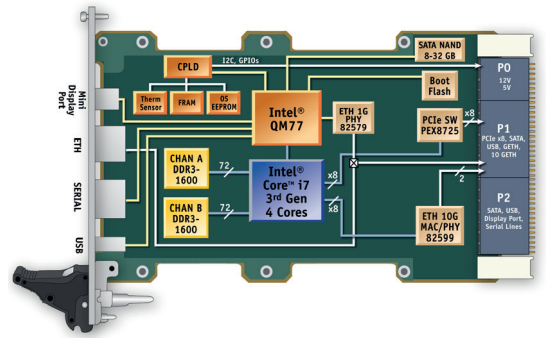 CPLD
I2C, GPIOs
SATA NAND
8-32 GB
P0
12V
5V
Therm
Sensor
FRAM
OS
EEPROM
Boot
Flash
Mini
Display
Port
Intel®
QM77
ETH 1G
PHY
82579
PCIe SW
PEX8725
x8
P1
PCIe x8, SATA,
USB, GETH,
10 GETH
ETH
CHAN A
DDR3-
1600
72
Intel®
Core™ i7
3rd Gen
4 Cores
x8
x8
2
SERIAL
CHAN B
DDR3-
1600
72
ETH 10G
MAC/PHY
82599
P2
SATA, USB,
Display Port,
Serial Lines
USB